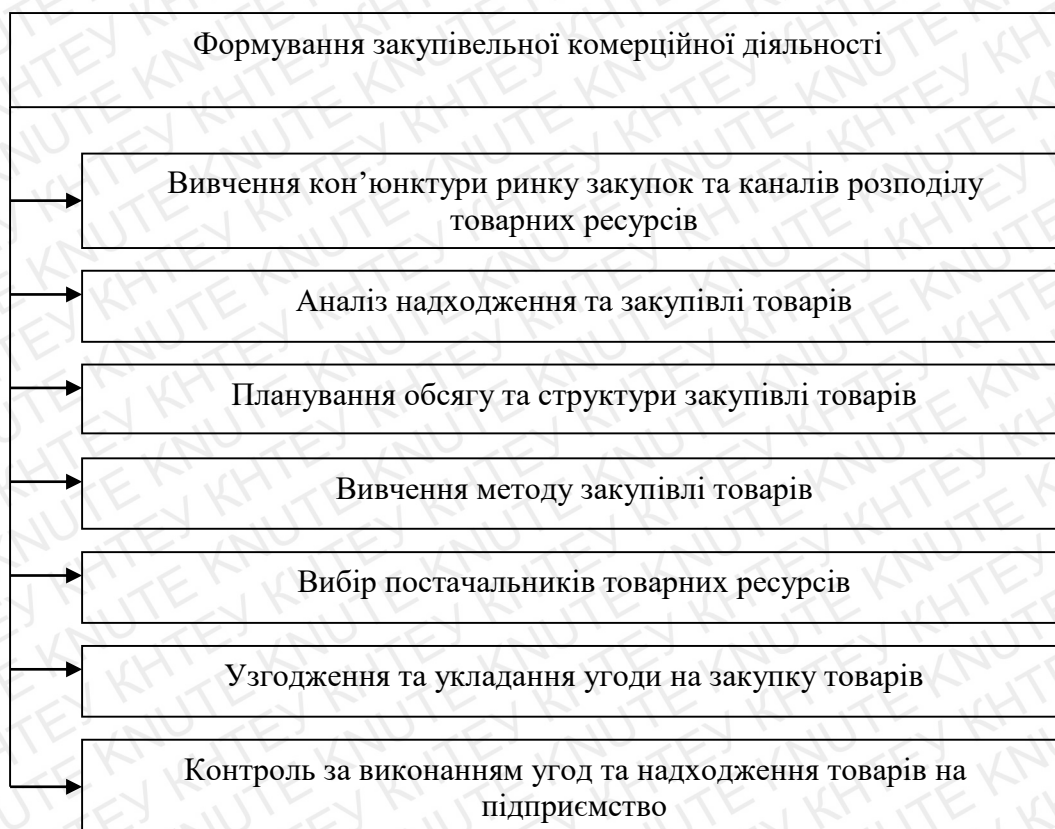 Формування закупівельної комерційної діяльності
Вивчення кон’юнктури ринку закупок та каналів розподілу
товарних ресурсів
Аналіз надходження та закупівлі товарів
Планування обсягу та структури закупівлі товарів
Вивчення методу закупівлі товарів
Вибір постачальників товарних ресурсів
Узгодження та укладання угоди на закупку товарів
Контроль за виконанням угод та надходження товарів на
підприємство